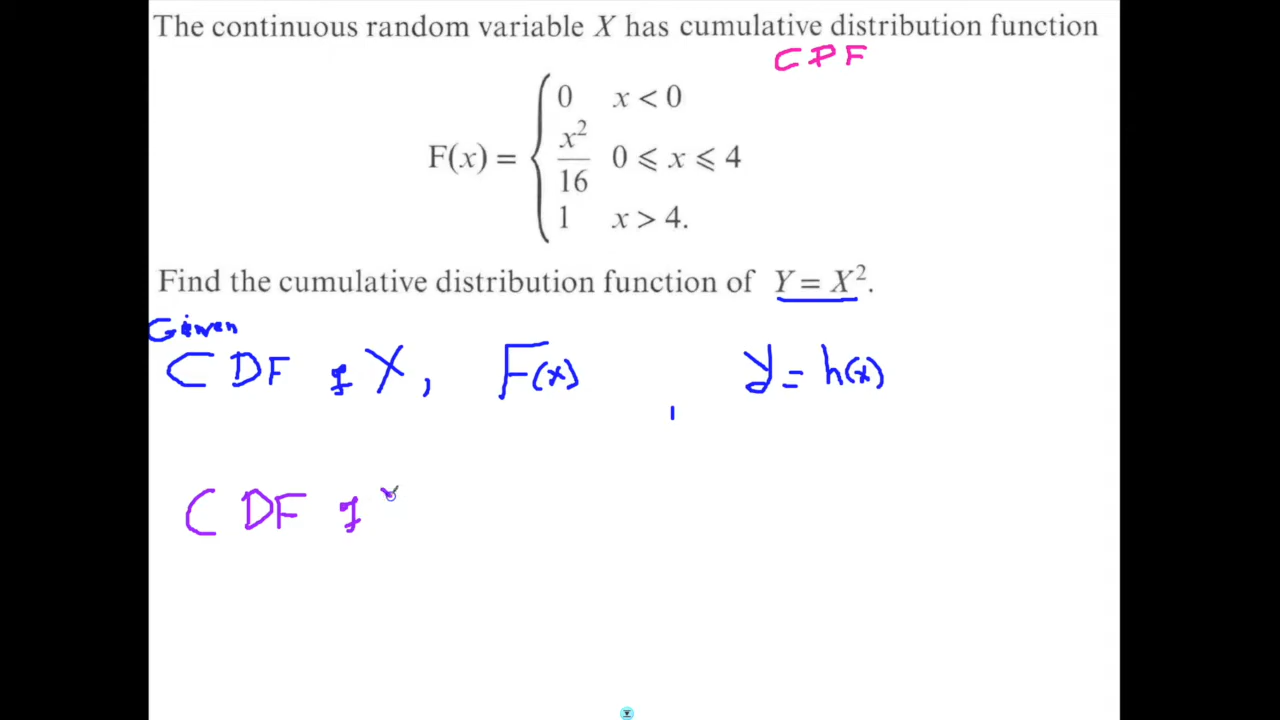 The continuous random variable X has cumulative distribution function
CDF
F(x) = { 0 x < 0
x²/16 0 ⩽ x ⩽ 4
1 x > 4.
Find the cumulative distribution function of Y = X².
Given
CDF of X, F(x) , y = h(x)
CDF of